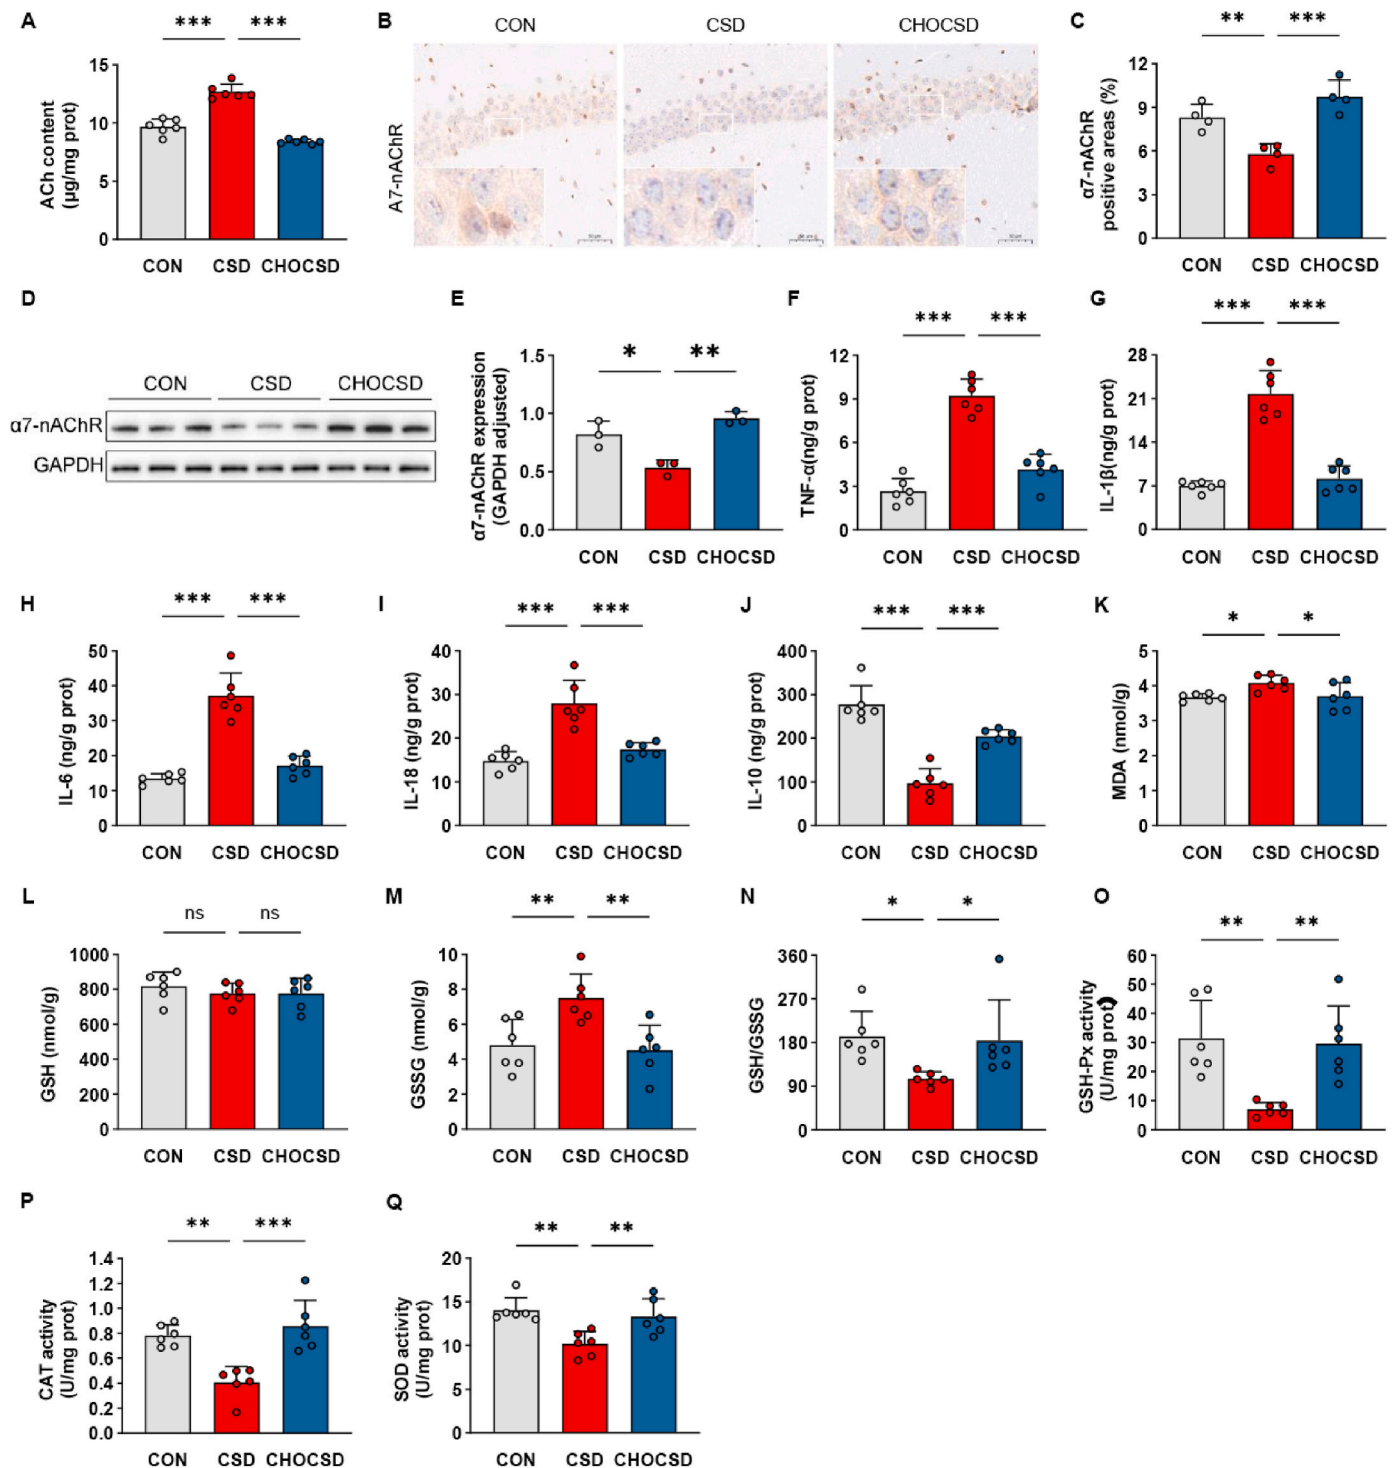 A
*** ***
ACh content
(μg/mg prot)
15
10
5
0
CON CSD CHOCSD
B
CON CSD CHOCSD
A7-nAChR
C
** ***
α7-nAChR
positive areas (%)
12
9
6
3
0
CON CSD CHOCSD
D
CON CSD CHOCSD
α7-nAChR
GAPDH
E
* **
α7-nAChR expression
(GAPDH adjusted)
1.5
1.0
0.5
0.0
CON CSD CHOCSD
F
*** ***
TNF-α(ng/g prot)
12
9
6
3
0
CON CSD CHOCSD
G
*** ***
IL-1β(ng/g prot)
28
21
14
7
0
CON CSD CHOCSD
H
*** ***
IL-6 (ng/g prot)
50
40
30
20
10
0
CON CSD CHOCSD
I
*** ***
IL-18 (ng/g prot)
40
30
20
10
0
CON CSD CHOCSD
J
*** ***
IL-10 (ng/g prot)
400
300
200
100
0
CON CSD CHOCSD
K
* *
MDA (nmol/g)
5
4
3
2
1
0
CON CSD CHOCSD
L
ns ns
GSH (nmol/g)
1000
800
600
400
200
0
CON CSD CHOCSD
M
** **
GSSG (nmol/g)
10
8
6
4
2
0
CON CSD CHOCSD
N
* *
GSH/GSSG
360
270
180
90
0
CON CSD CHOCSD
O
** **
GSH-Px activity
(U/mg prot)
60
50
40
30
20
10
0
CON CSD CHOCSD
P
** ***
CAT activity
(U/mg prot)
1.4
1.2
1.0
0.8
0.6
0.4
0.2
0.0
CON CSD CHOCSD
Q
** **
SOD activity
(U/mg prot)
20
15
10
5
0
CON CSD CHOCSD